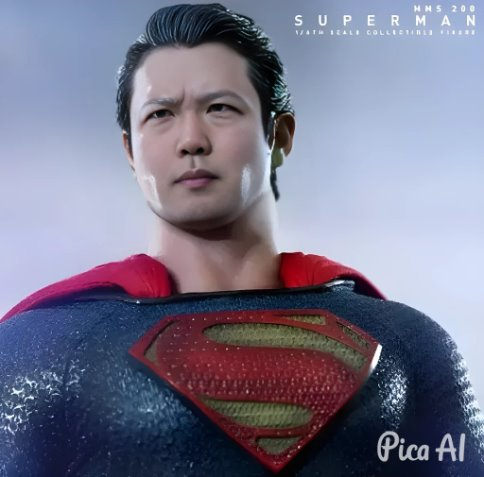 MMS 200
SUPERMAN
1/6TH SCALE COLLECTIBLE FIGURE
Pica AI